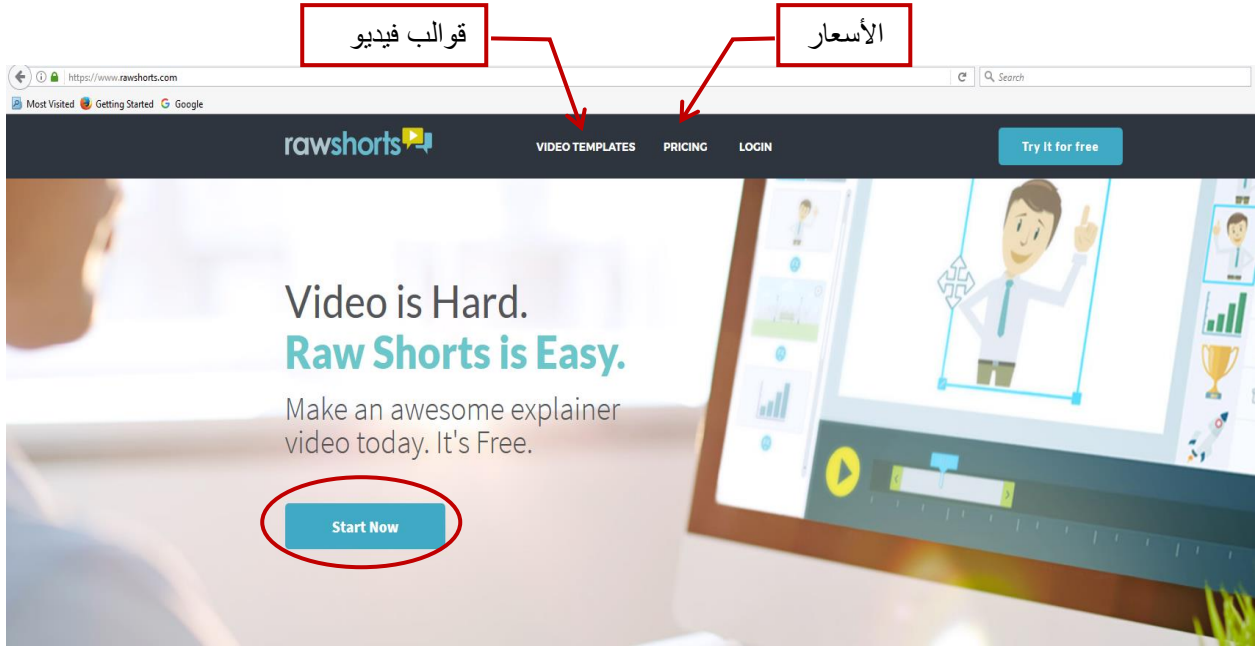 قوالب فيديو
الأسعار
https://www.rawshorts.com
Search
Most Visited Getting Started G Google
rawshorts
VIDEO TEMPLATES PRICING LOGIN
Try It for free
Video is Hard.
Raw Shorts is Easy.
Make an awesome explainer
video today. It's Free.
Start Now